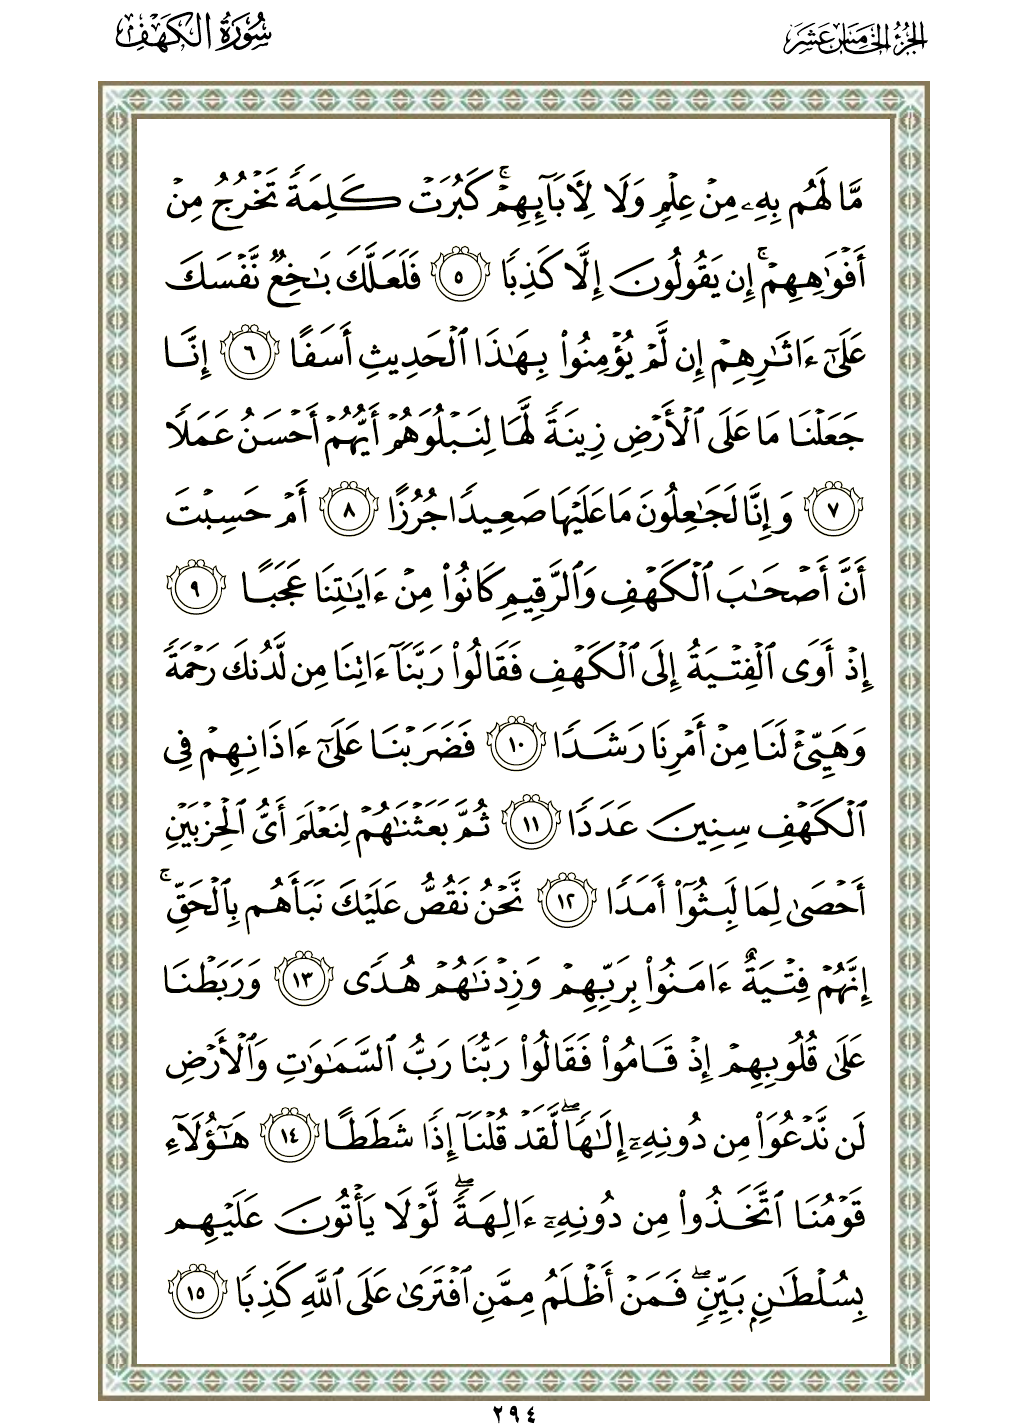 الجزء الخامس عشر
سورة الكهف
مَّا لَهُم بِهِۦ مِنۡ عِلۡمٖ وَلَا لِأٓبَآئِهِمۡۚ كَبُرَتۡ كَلِمَةٗ تَخۡرُجُ مِنۡ
أَفۡوَٰهِهِمۡۚ إِن يَقُولُونَ إِلَّا كَذِبٗا ٥ فَلَعَلَّكَ بَٰخِعٞ نَّفۡسَكَ
عَلَىٰٓ ءَاثَٰرِهِمۡ إِن لَّمۡ يُؤۡمِنُواْ بِهَٰذَا ٱلۡحَدِيثِ أَسَفًا ٦ إِنَّا
جَعَلۡنَا مَا عَلَى ٱلۡأَرۡضِ زِينَةٗ لَّهَا لِنَبۡلُوَهُمۡ أَيُّهُمۡ أَحۡسَنُ عَمَلٗا
٧ وَإِنَّا لَجَٰعِلُونَ مَا عَلَيۡهَا صَعِيدٗا جُرُزًا ٨ أَمۡ حَسِبۡتَ
أَنَّ أَصۡحَٰبَ ٱلۡكَهۡفِ وَٱلرَّقِيمِ كَانُواْ مِنۡ ءَايَٰتِنَا عَجَبًا ٩
إِذۡ أَوَى ٱلۡفِتۡيَةُ إِلَى ٱلۡكَهۡفِ فَقَالُواْ رَبَّنَآ ءَاتِنَا مِن لَّدُنكَ رَحۡمَةٗ
وَهَيِّئۡ لَنَا مِنۡ أَمۡرِنَا رَشَدٗا ١٠ فَضَرَبۡنَا عَلَىٰٓ ءَاذَانِهِمۡ فِي
ٱلۡكَهۡفِ سِنِينَ عَدَدٗا ١١ ثُمَّ بَعَثۡنَٰهُمۡ لِنَعۡلَمَ أَيُّ ٱلۡحِزۡبَيۡنِ
أَحۡصَىٰ لِمَا لَبِثُوٓاْ أَمَدٗا ١٢ نَّحۡنُ نَقُصُّ عَلَيۡكَ نَبَأَهُم بِٱلۡحَقِّۚ
إِنَّهُمۡ فِتۡيَةٌ ءَامَنُواْ بِرَبِّهِمۡ وَزِدۡنَٰهُمۡ هُدٗى ١٣ وَرَبَطۡنَا
عَلَىٰ قُلُوبِهِمۡ إِذۡ قَامُواْ فَقَالُواْ رَبُّنَا رَبُّ ٱلسَّمَٰوَٰتِ وَٱلۡأَرۡضِ
لَن نَّدۡعُوَاْ مِن دُونِهِۦٓ إِلَٰهٗاۖ لَّقَدۡ قُلۡنَآ إِذٗا شَطَطًا ١٤ هَٰٓؤُلَآءِ
قَوۡمُنَا ٱتَّخَذُواْ مِن دُونِهِۦٓ ءَالِهَةٗۖ لَّوۡلَا يَأۡتُونَ عَلَيۡهِم
بِسُلۡطَٰنِۭ بَيِّنٖۖ فَمَنۡ أَظۡلَمُ مِمَّنِ ٱفۡتَرَىٰ عَلَى ٱللَّهِ كَذِبٗا ١٥
٢٩٤